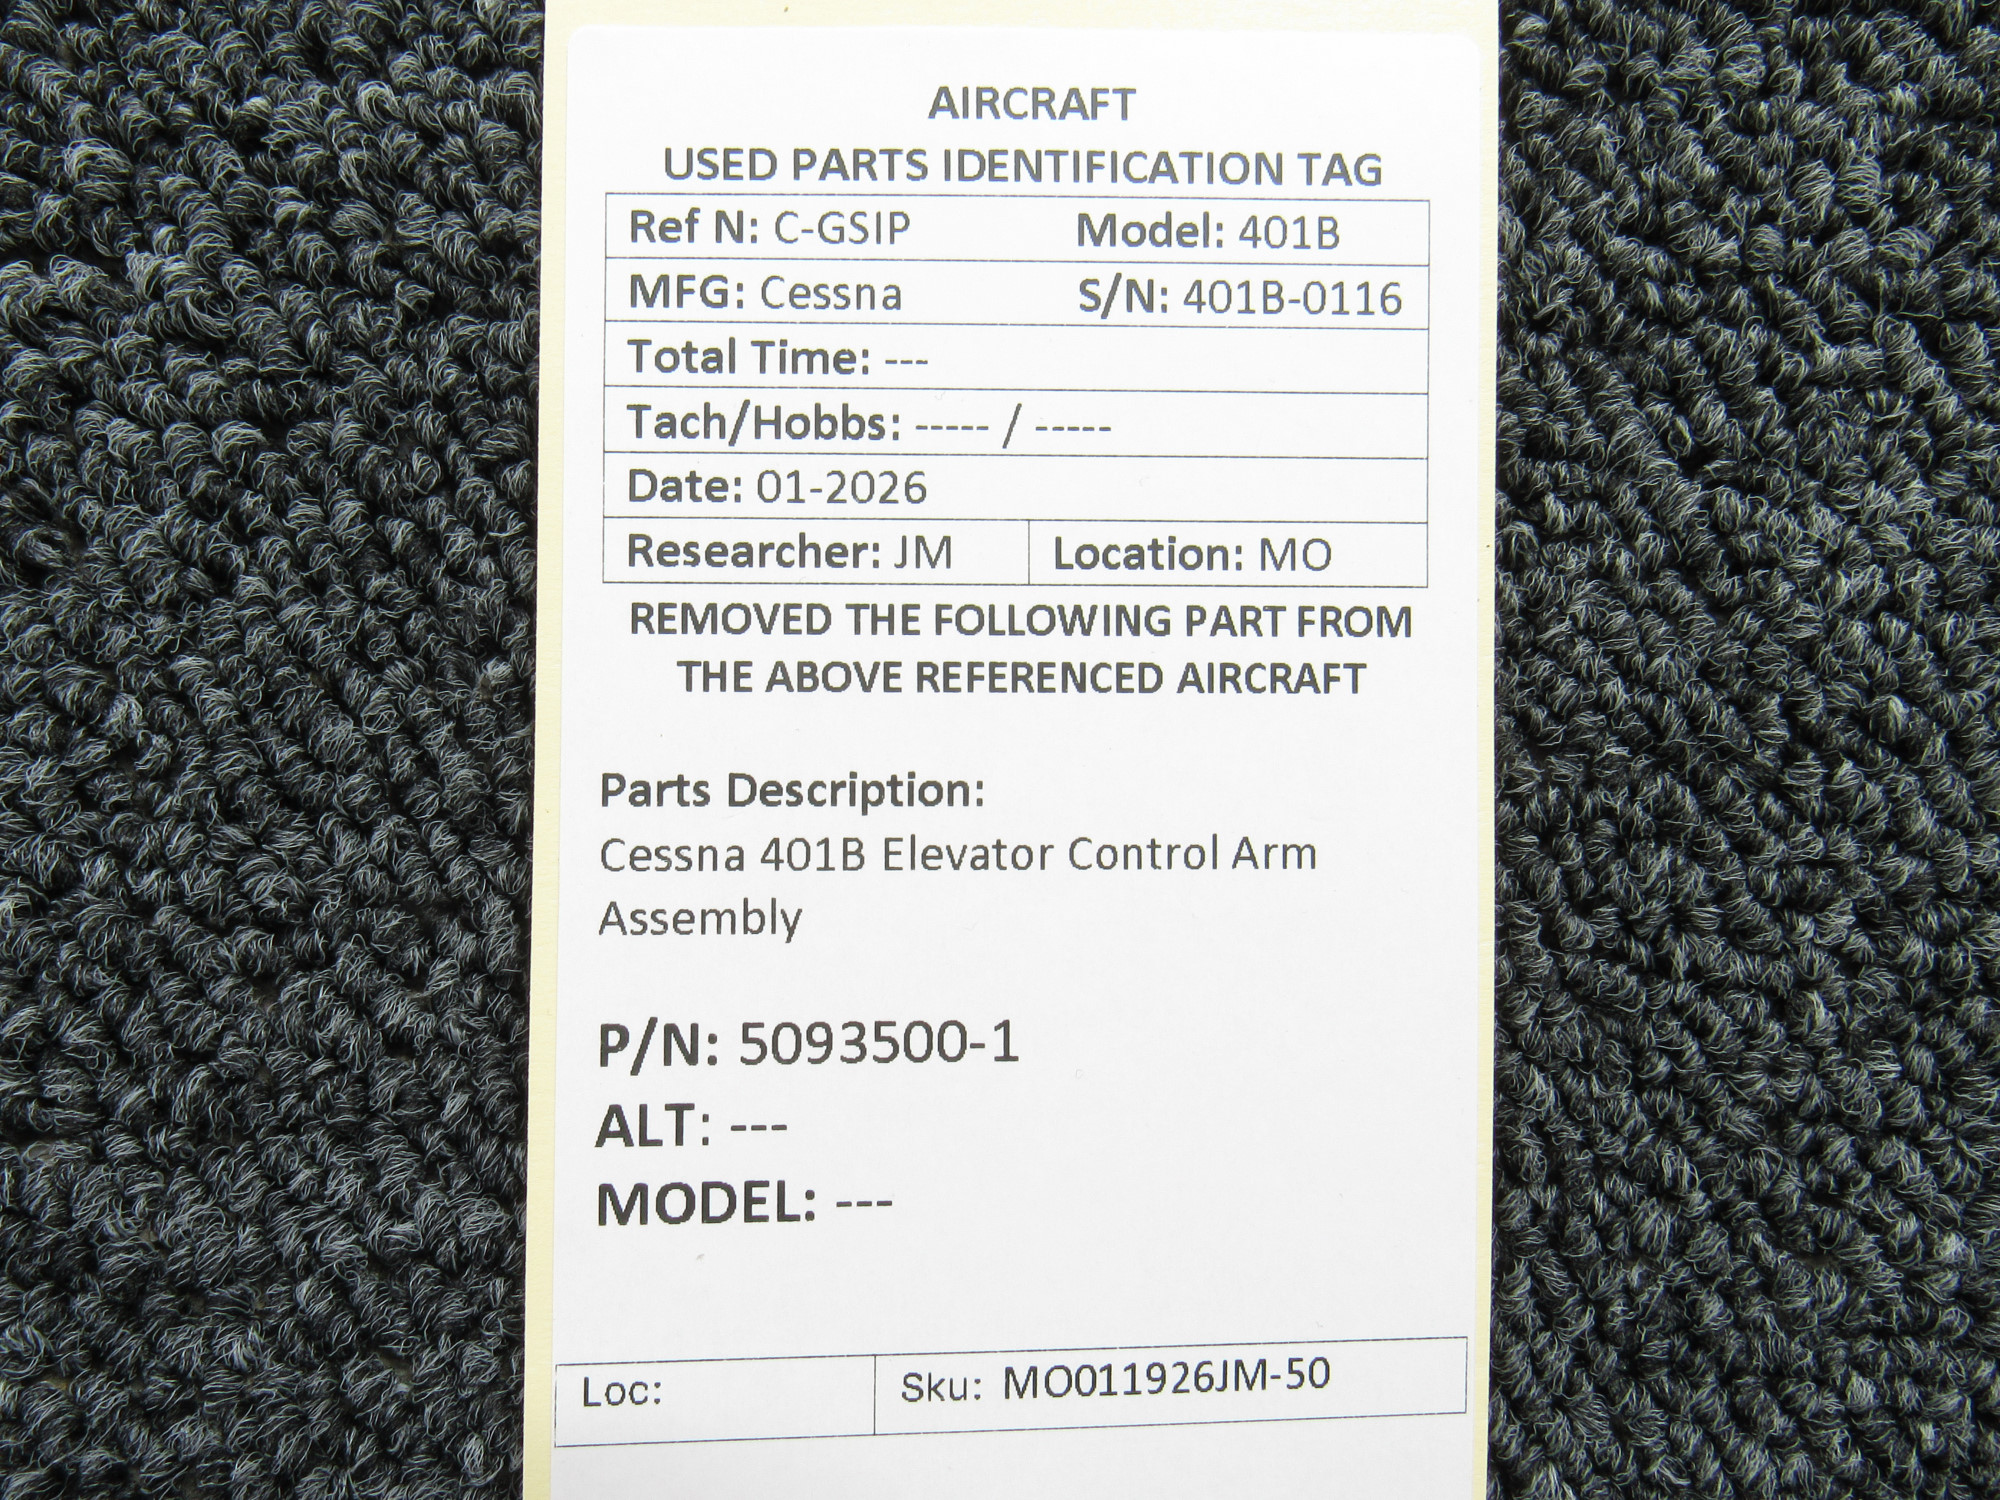 AIRCRAFT
USED PARTS IDENTIFICATION TAG
Ref N: C-GSIP Model: 401B
MFG: Cessna S/N: 401B-0116
Total Time: ---
Tach/Hobbs: ----- / -----
Date: 01-2026
Researcher: JM Location: MO
REMOVED THE FOLLOWING PART FROM
THE ABOVE REFERENCED AIRCRAFT
Parts Description:
Cessna 401B Elevator Control Arm
Assembly
P/N: 5093500-1
ALT: ---
MODEL: ---
Loc: Sku: MO011926JM-50